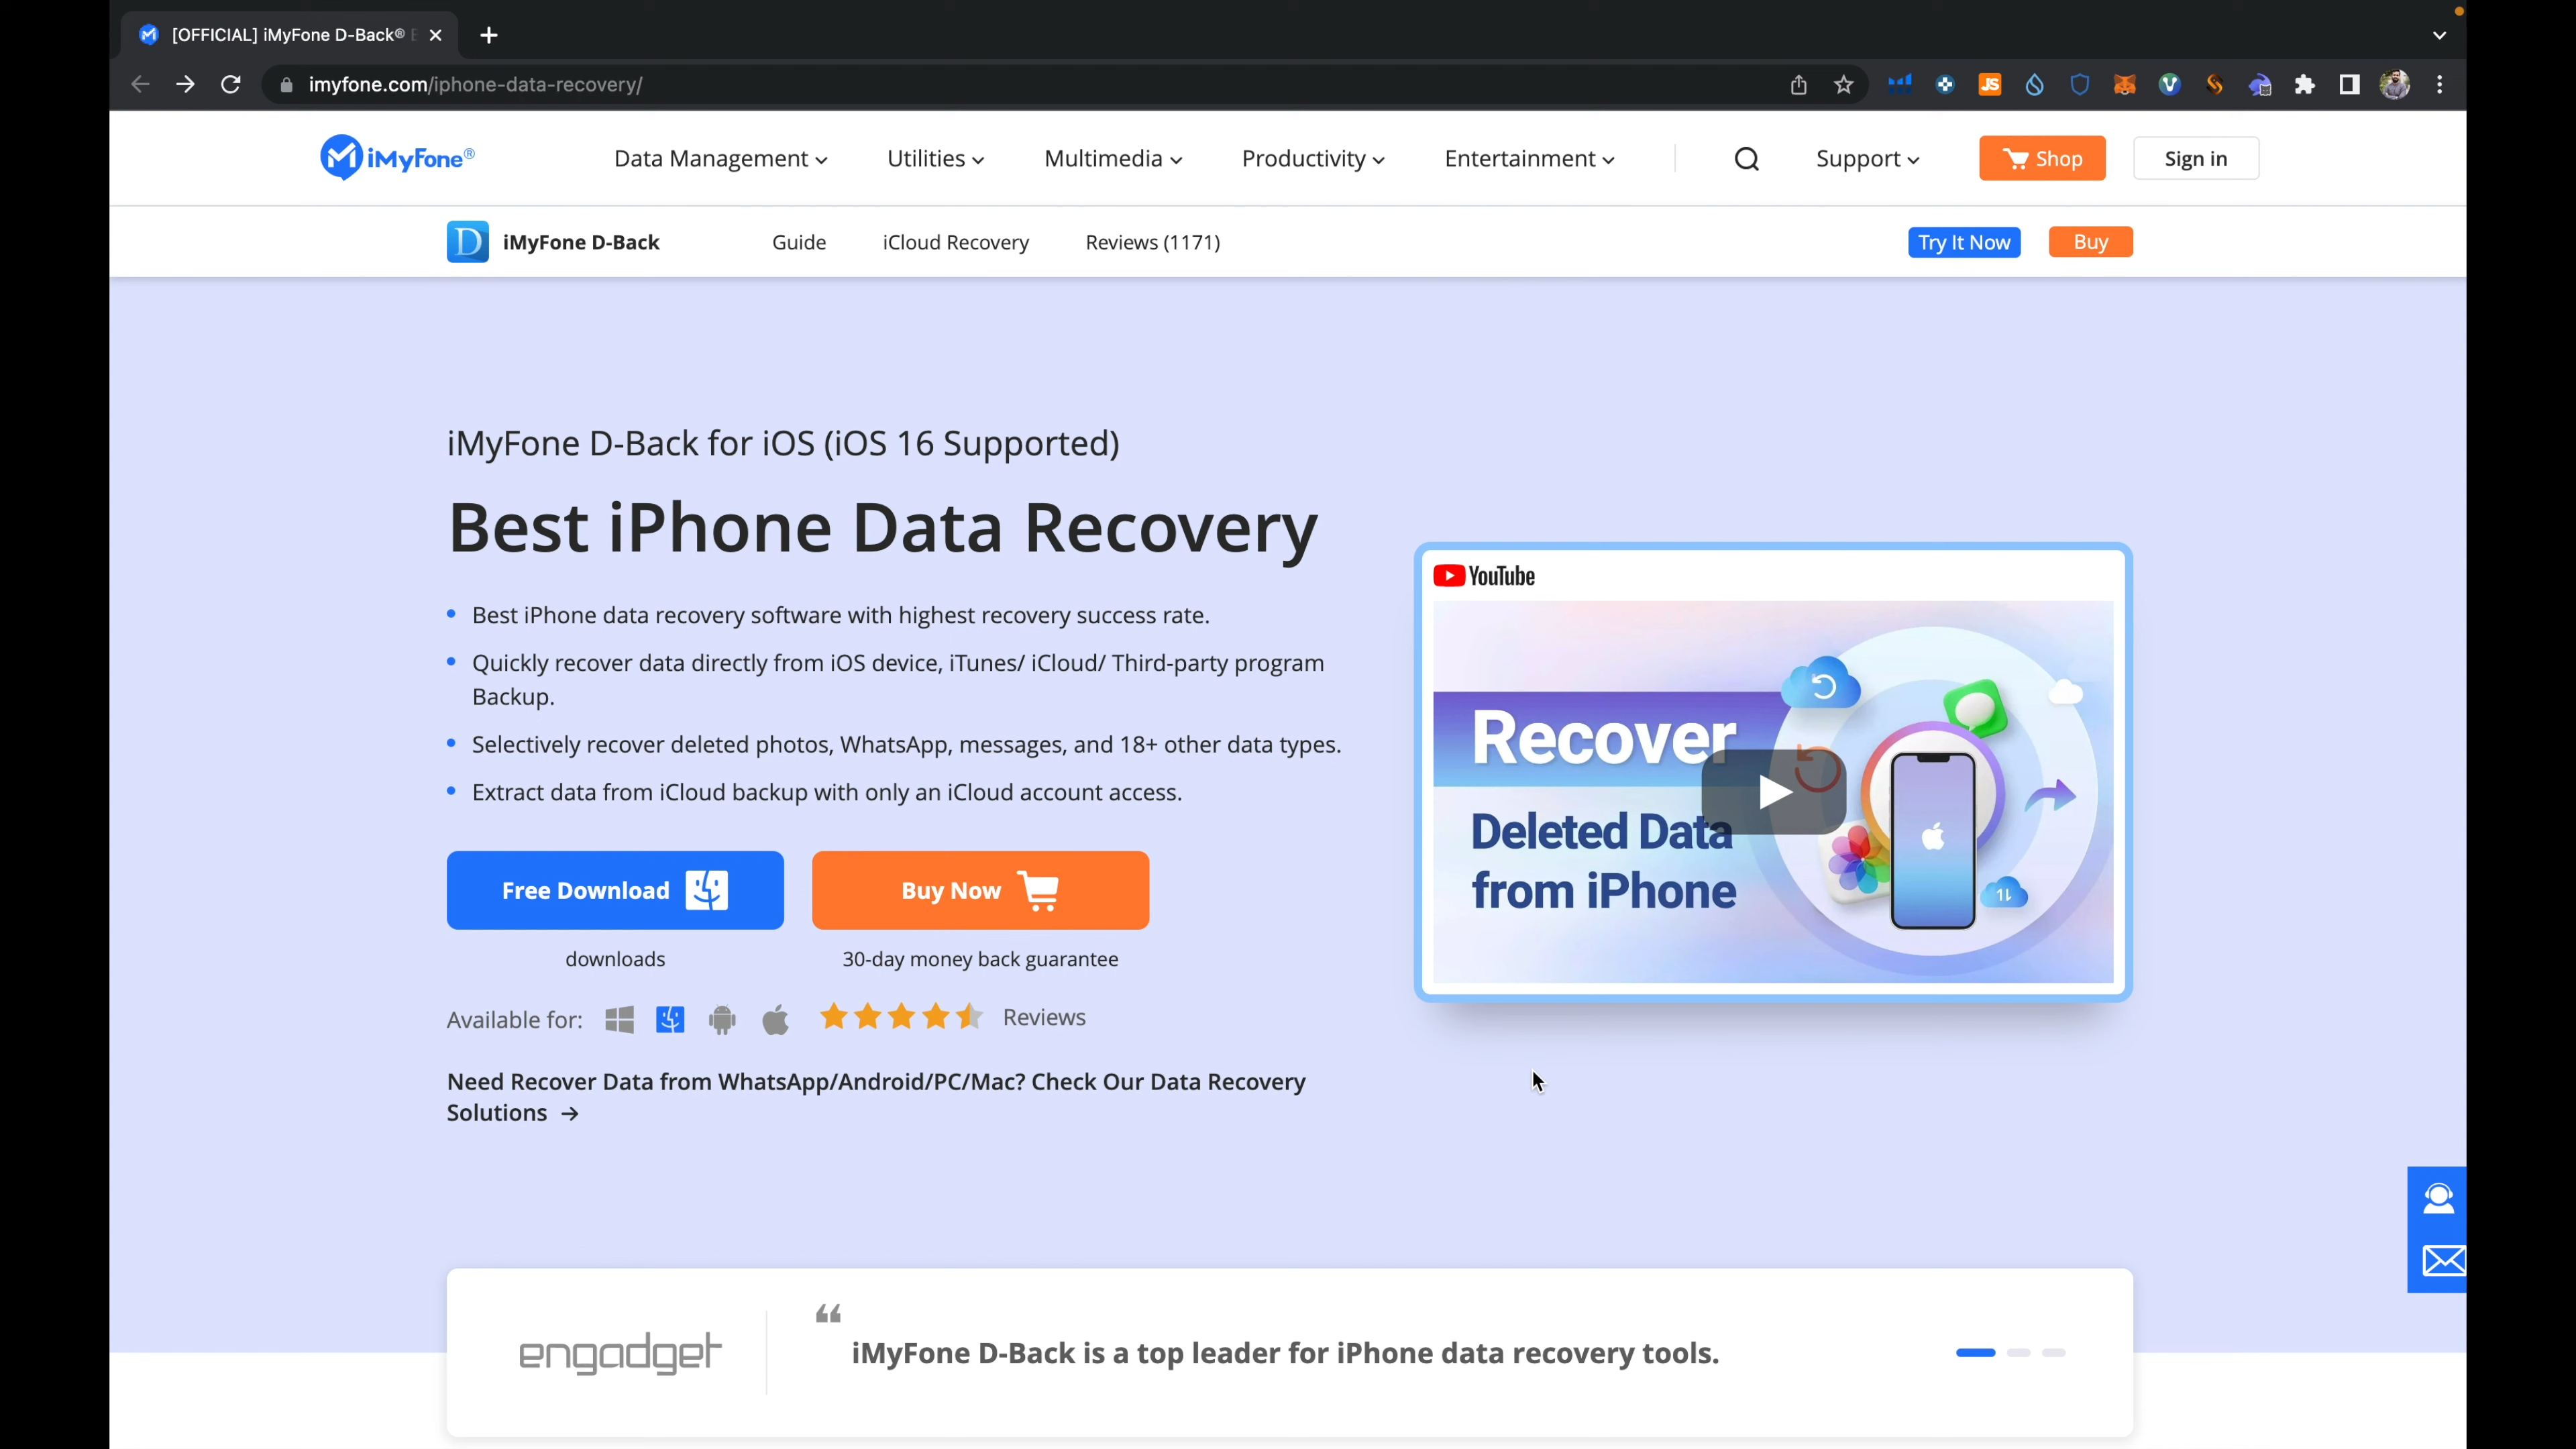 [OFFICIAL] iMyFone D-Back®
imyfone.com/iphone-data-recovery/
JS
iMyFone®
Data Management
Utilities
Multimedia
Productivity
Entertainment
Support
Shop
Sign in
D
iMyFone D-Back
Guide
iCloud Recovery
Reviews (1171)
Try It Now
Buy
iMyFone D-Back for iOS (iOS 16 Supported)
Best iPhone Data Recovery
Best iPhone data recovery software with highest recovery success rate.
Quickly recover data directly from iOS device, iTunes/ iCloud/ Third-party program
Backup.
Selectively recover deleted photos, WhatsApp, messages, and 18+ other data types.
Extract data from iCloud backup with only an iCloud account access.
Free Download
Buy Now
downloads
30-day money back guarantee
Available for:
Reviews
Need Recover Data from WhatsApp/Android/PC/Mac? Check Our Data Recovery
Solutions →
YouTube
Recover
Deleted Data
from iPhone
engadget
“
iMyFone D-Back is a top leader for iPhone data recovery tools.